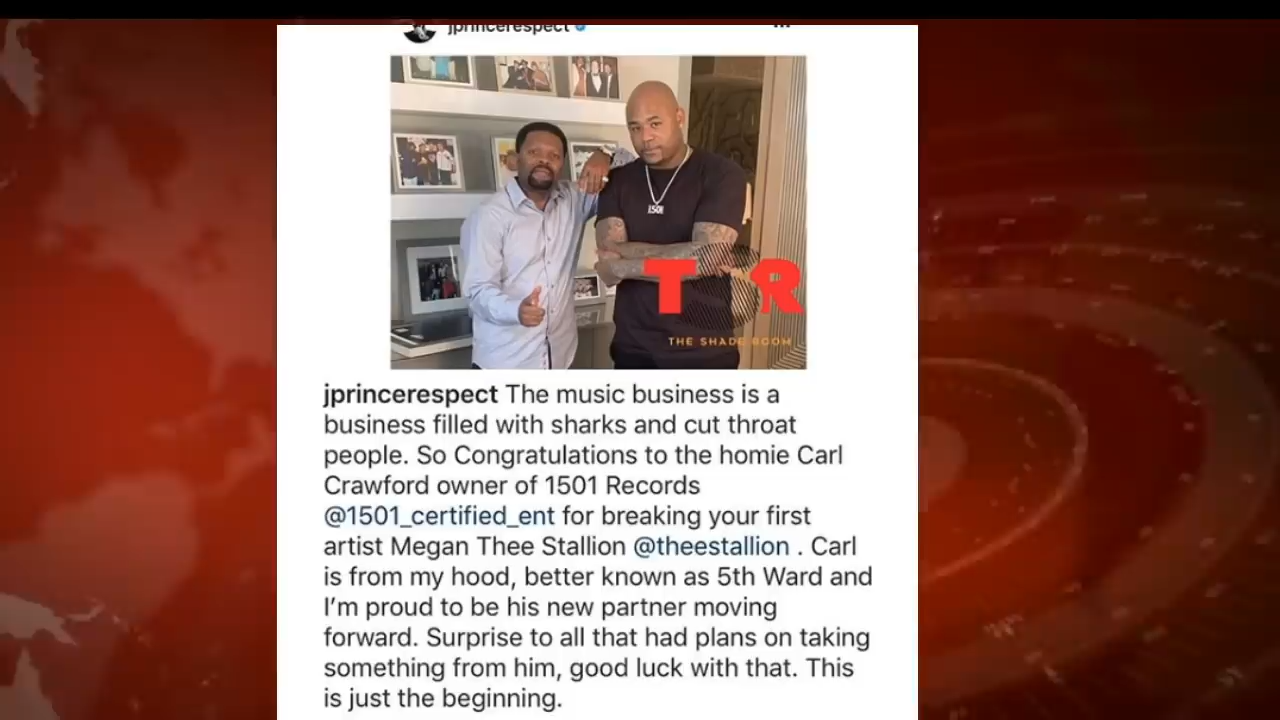 jprincerespect
1501
TSR
THE SHADE ROOM
jprincerespect The music business is a
business filled with sharks and cut throat
people. So Congratulations to the homie Carl
Crawford owner of 1501 Records
@1501_certified_ent for breaking your first
artist Megan Thee Stallion @theestallion . Carl
is from my hood, better known as 5th Ward and
I'm proud to be his new partner moving
forward. Surprise to all that had plans on taking
something from him, good luck with that. This
is just the beginning.